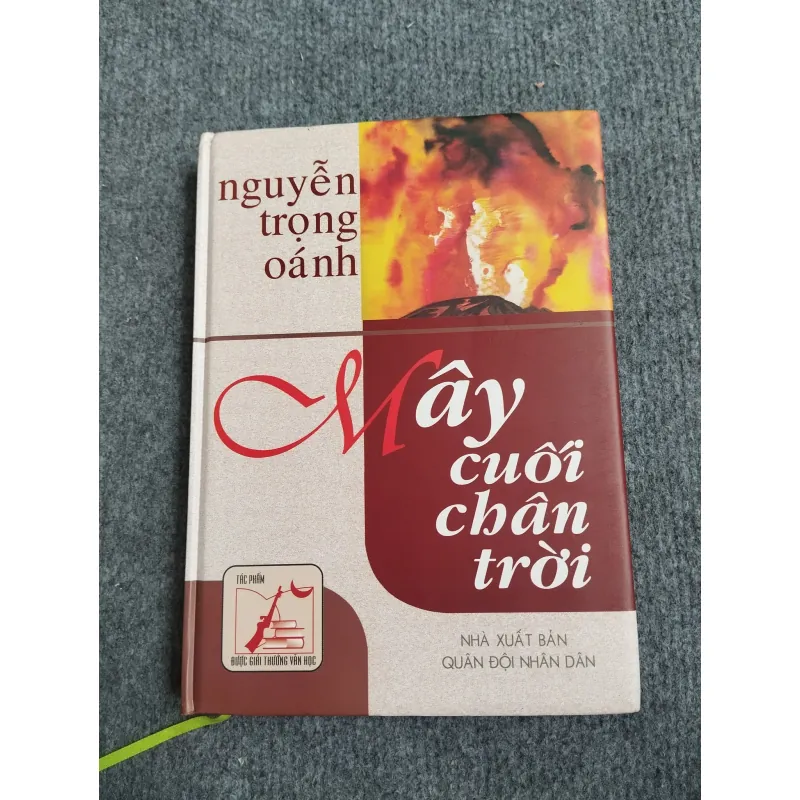 nguyễn
trọng
oánh
Mây
cuối
chân
trời
TÁC PHẨM
ĐƯỢC GIẢI THƯỞNG VĂN HỌC
NHÀ XUẤT BẢN
QUÂN ĐỘI NHÂN DÂN